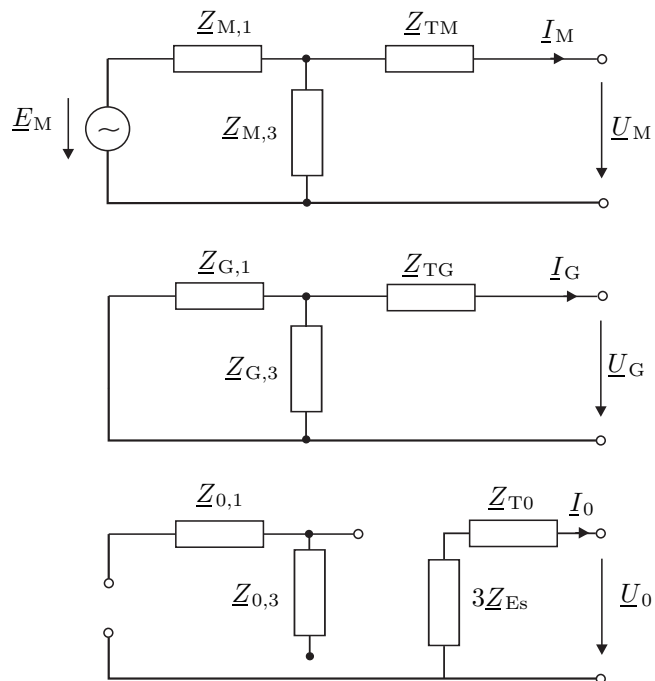 Z_M,1 Z_TM I_M
E_M Z_M,3 U_M
Z_G,1 Z_TG I_G
Z_G,3 U_G
Z_0,1 Z_T0 I_0
Z_0,3 3Z_Es U_0